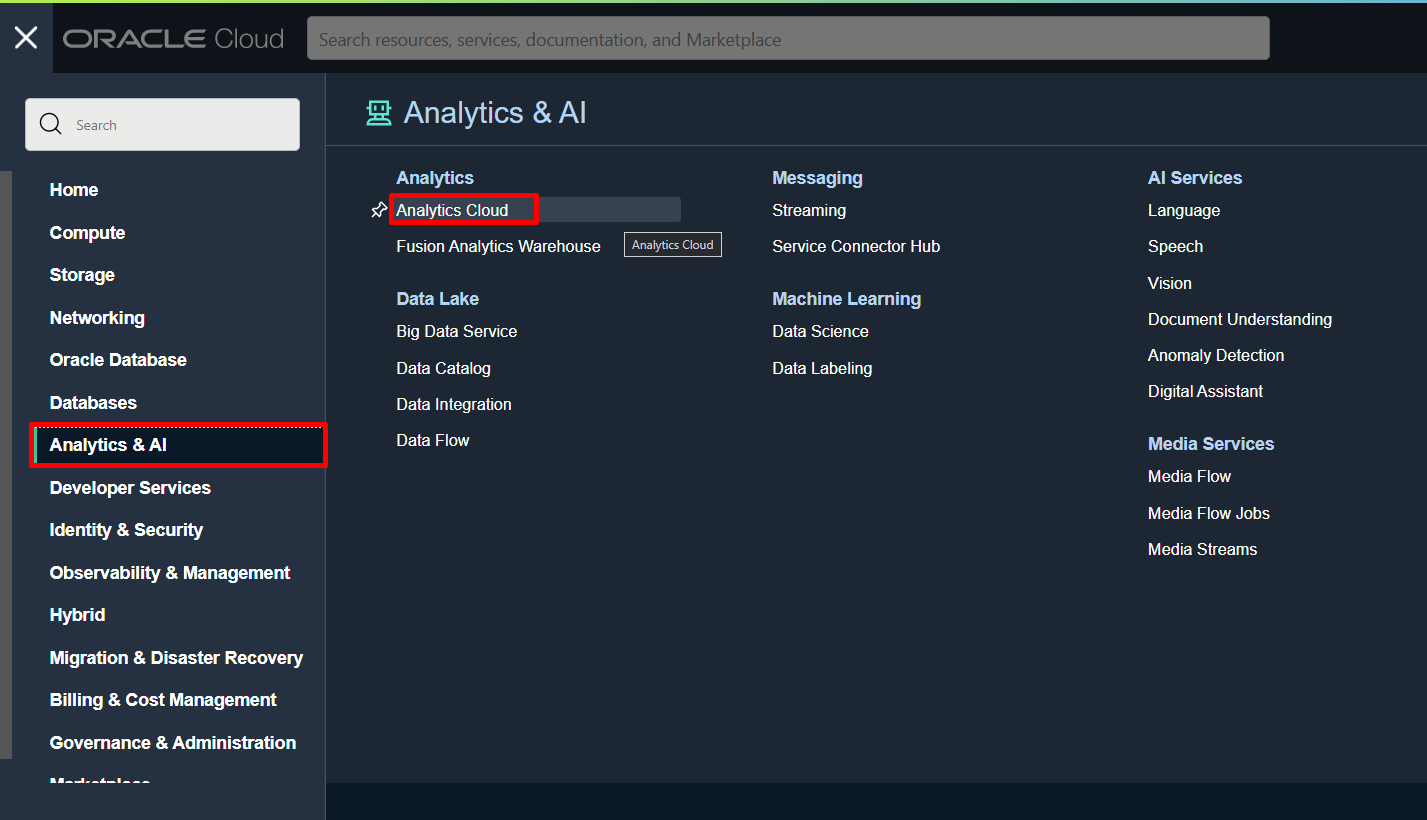 ORACLE Cloud
Search resources, services, documentation, and Marketplace
Search
Home
Compute
Storage
Networking
Oracle Database
Databases
Analytics & AI
Developer Services
Identity & Security
Observability & Management
Hybrid
Migration & Disaster Recovery
Billing & Cost Management
Governance & Administration
Marketplace
Analytics & AI
Analytics
Analytics Cloud
Fusion Analytics Warehouse
Analytics Cloud
Data Lake
Big Data Service
Data Catalog
Data Integration
Data Flow
Messaging
Streaming
Service Connector Hub
Machine Learning
Data Science
Data Labeling
AI Services
Language
Speech
Vision
Document Understanding
Anomaly Detection
Digital Assistant
Media Services
Media Flow
Media Flow Jobs
Media Streams